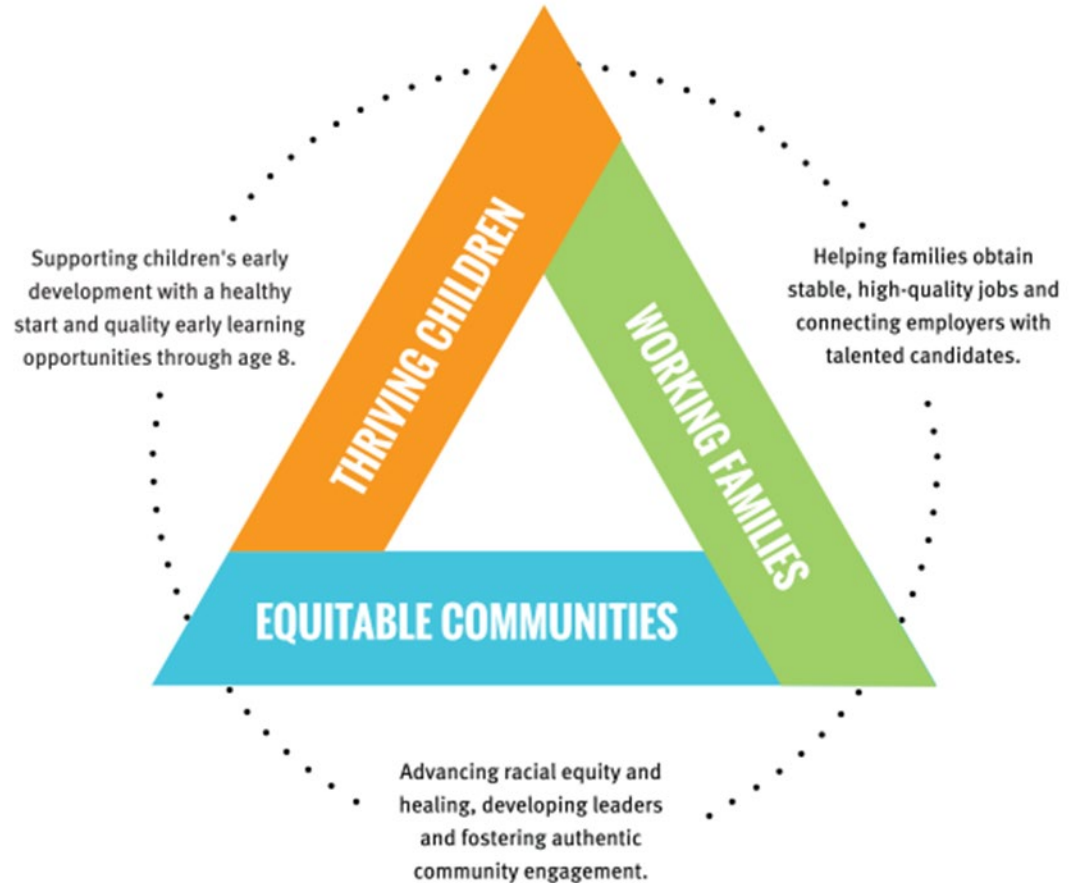 THRIVING CHILDREN
Supporting children's early
development with a healthy
start and quality early learning
opportunities through age 8.
WORKING FAMILIES
Helping families obtain
stable, high-quality jobs and
connecting employers with
talented candidates.
EQUITABLE COMMUNITIES
Advancing racial equity and
healing, developing leaders
and fostering authentic
community engagement.